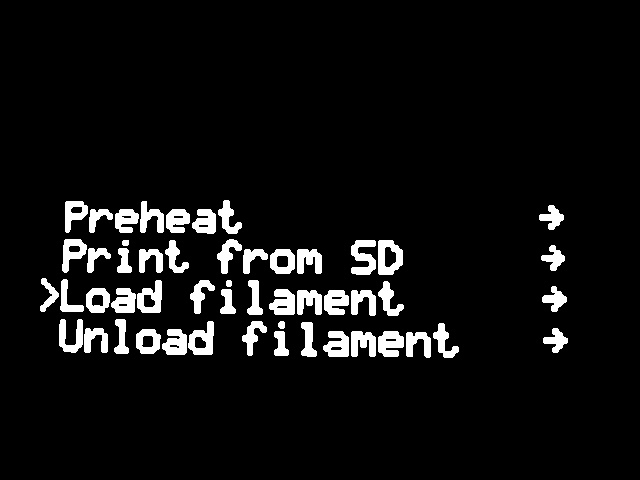 Preheat →
Print from SD →
>Load filament →
Unload filament →